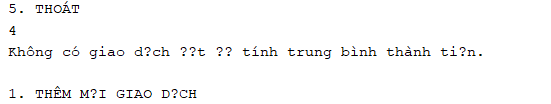 5. THOÁT
4
Không có giao d?ch ??t ?? tính trung bình thành ti?n.
1. THÊM M?I GIAO D?CH